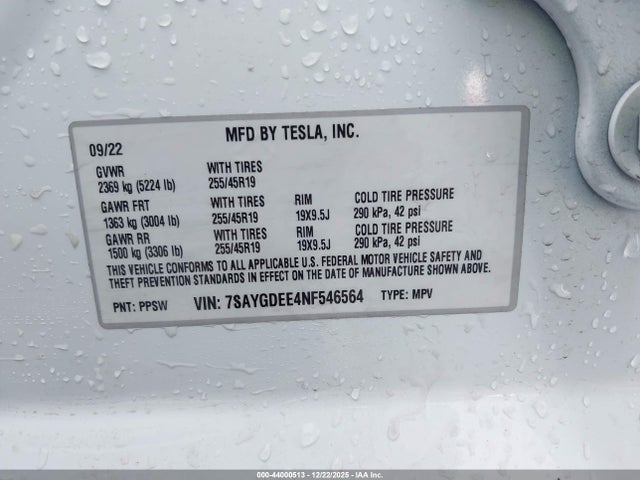 MFD BY TESLA, INC.
09/22
GVWR WITH TIRES
2369 kg (5224 lb) 255/45R19
GAWR FRT WITH TIRES RIM COLD TIRE PRESSURE
1363 kg (3004 lb) 255/45R19 19X9.5J 290 kPa, 42 psi
GAWR RR WITH TIRES RIM COLD TIRE PRESSURE
1500 kg (3306 lb) 255/45R19 19X9.5J 290 kPa, 42 psi
THIS VEHICLE CONFORMS TO ALL APPLICABLE U.S. FEDERAL MOTOR VEHICLE SAFETY AND
THEFT PREVENTION STANDARDS IN EFFECT ON THE DATE OF MANUFACTURE SHOWN ABOVE.
PNT: PPSW VIN: 7SAYGDEE4NF546564 TYPE: MPV
000-44000513 - 12/22/2025 - IAA Inc.